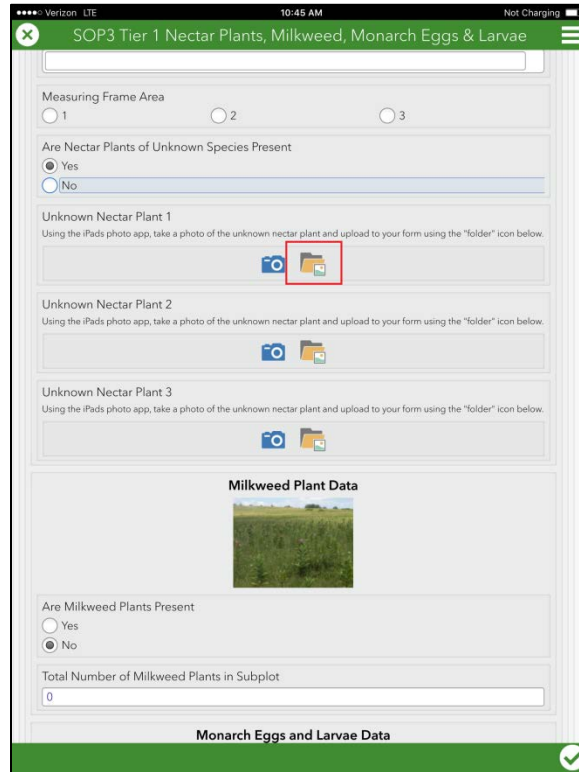 Verizon LTE 10:45 AM Not Charging
SOP3 Tier 1 Nectar Plants, Milkweed, Monarch Eggs & Larvae
Measuring Frame Area
1 2 3
Are Nectar Plants of Unknown Species Present
Yes
No
Unknown Nectar Plant 1
Using the iPads photo app, take a photo of the unknown nectar plant and upload to your form using the "folder" icon below.
Unknown Nectar Plant 2
Using the iPads photo app, take a photo of the unknown nectar plant and upload to your form using the "folder" icon below.
Unknown Nectar Plant 3
Using the iPads photo app, take a photo of the unknown nectar plant and upload to your form using the "folder" icon below.
Milkweed Plant Data
Are Milkweed Plants Present
Yes
No
Total Number of Milkweed Plants in Subplot
0
Monarch Eggs and Larvae Data